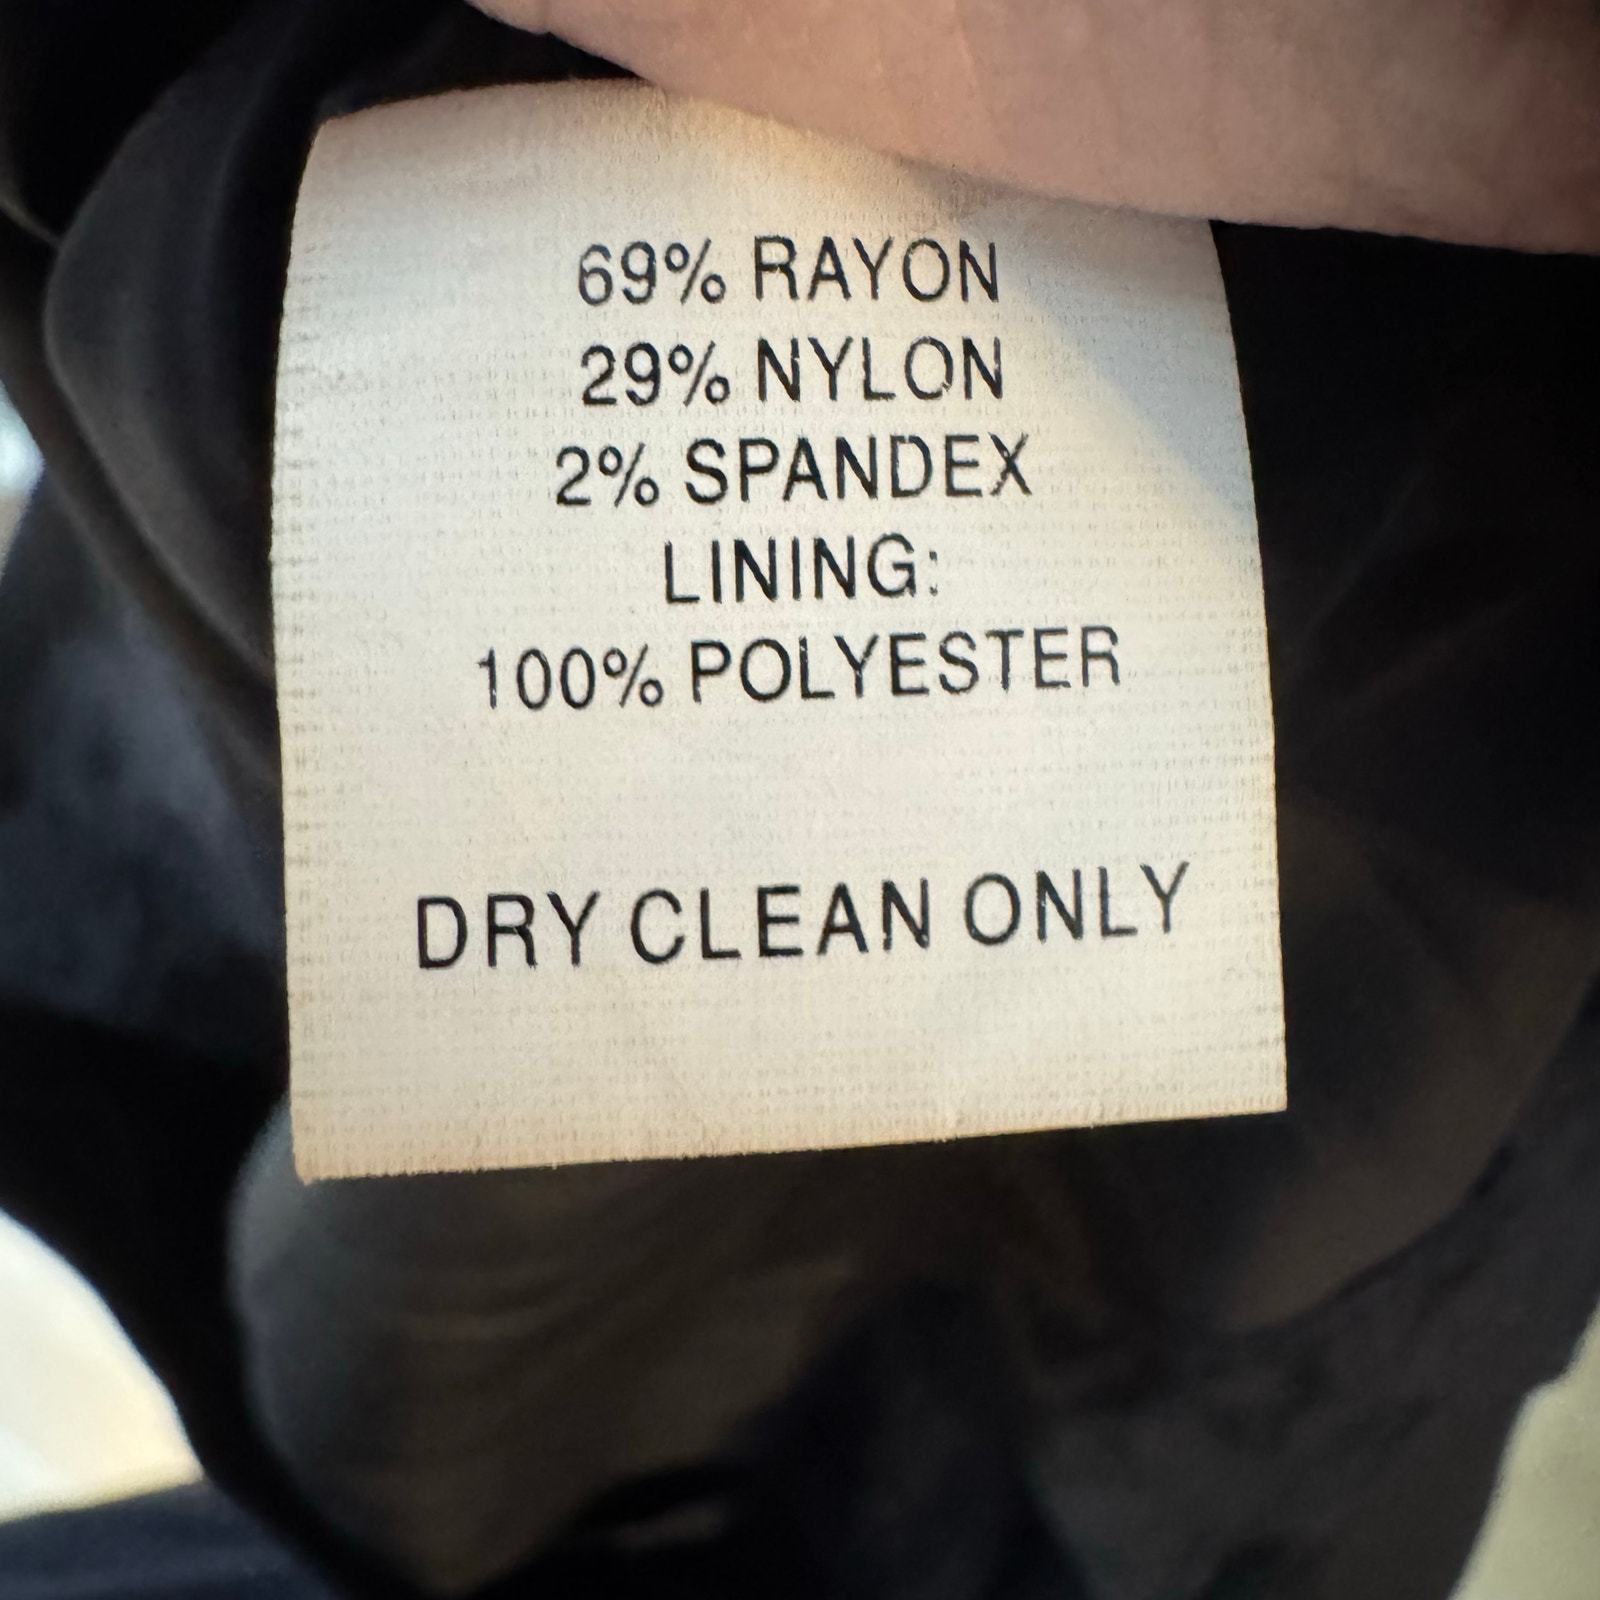 69% RAYON
29% NYLON
2% SPANDEX
LINING:
100% POLYESTER
DRY CLEAN ONLY